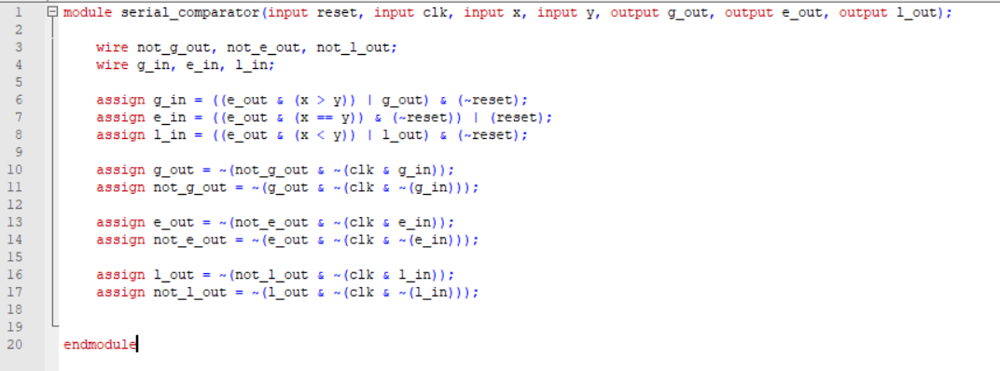 1 module serial_comparator(input reset, input clk, input x, input y, output g_out, output e_out, output l_out);
2
3 wire not_g_out, not_e_out, not_l_out;
4 wire g_in, e_in, l_in;
5
6 assign g_in = ((e_out & (x > y)) | g_out) & (~reset);
7 assign e_in = ((e_out & (x == y)) & (~reset)) | (reset);
8 assign l_in = ((e_out & (x < y)) | l_out) & (~reset);
9
10 assign g_out = ~(not_g_out & ~(clk & g_in));
11 assign not_g_out = ~(g_out & ~(clk & ~(g_in)));
12
13 assign e_out = ~(not_e_out & ~(clk & e_in));
14 assign not_e_out = ~(e_out & ~(clk & ~(e_in)));
15
16 assign l_out = ~(not_l_out & ~(clk & l_in));
17 assign not_l_out = ~(l_out & ~(clk & ~(l_in)));
18
19
20 endmodule